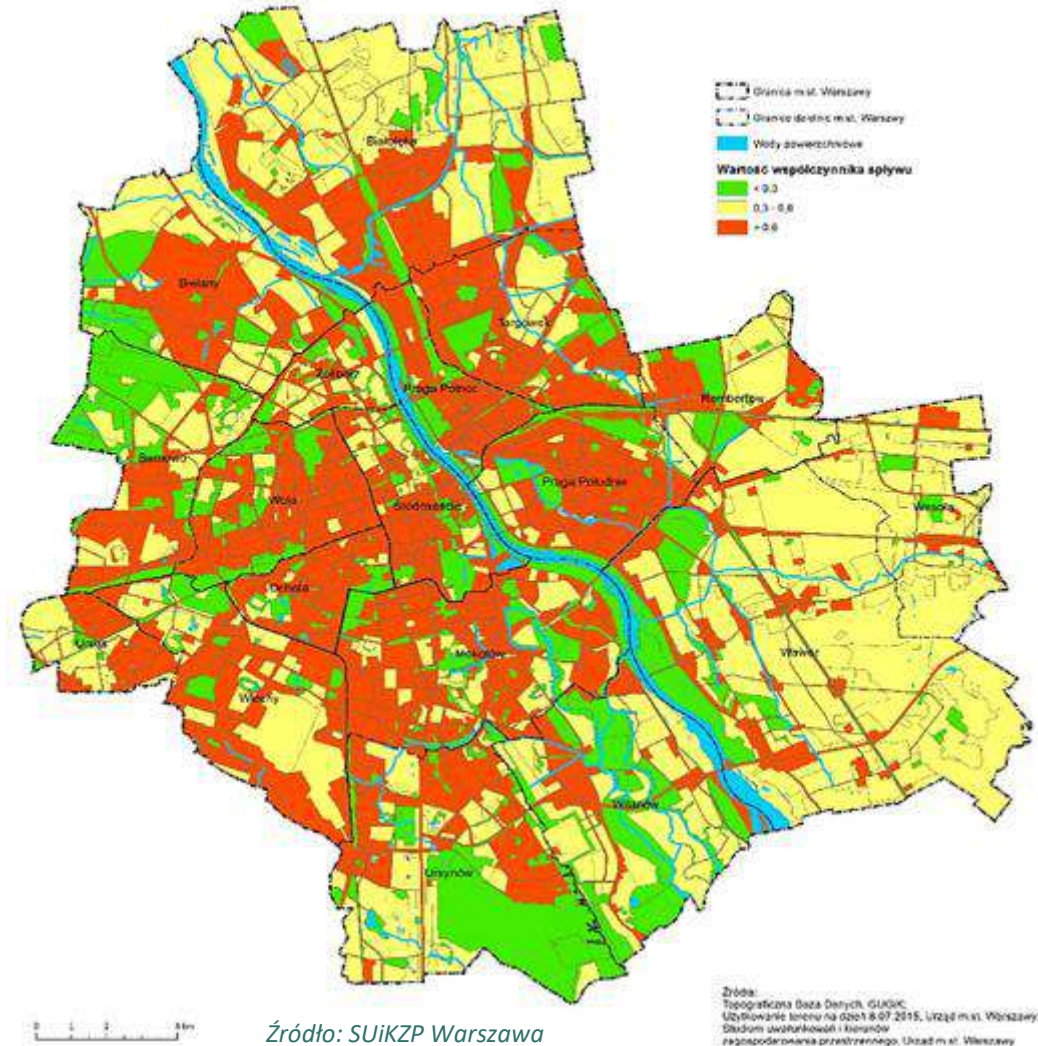 Granica m.st. Warszawy
Granice dzielnic m.st. Warszawy
Wody powierzchniowe
Wartość współczynnika spływu
< 0,3
0,3 - 0,6
> 0,6
Białołęka
Bielany
Targówek
Żoliborz
Praga Północ
Rembertów
Bemowo
Praga Południe
Wola
Śródmieście
Wesoła
Ochota
Ursus
Mokotów
Wawer
Włochy
Wilanów
Ursynów
Źródła:
Topograficzna Baza Danych, GUGiK;
Użytkowanie terenu na dzień 8.07.2015, Urząd m.st. Warszawy
Studium uwarunkowań i kierunków
zagospodarowania przestrzennego, Urząd m.st. Warszawy
Źródło: SUiKZP Warszawa